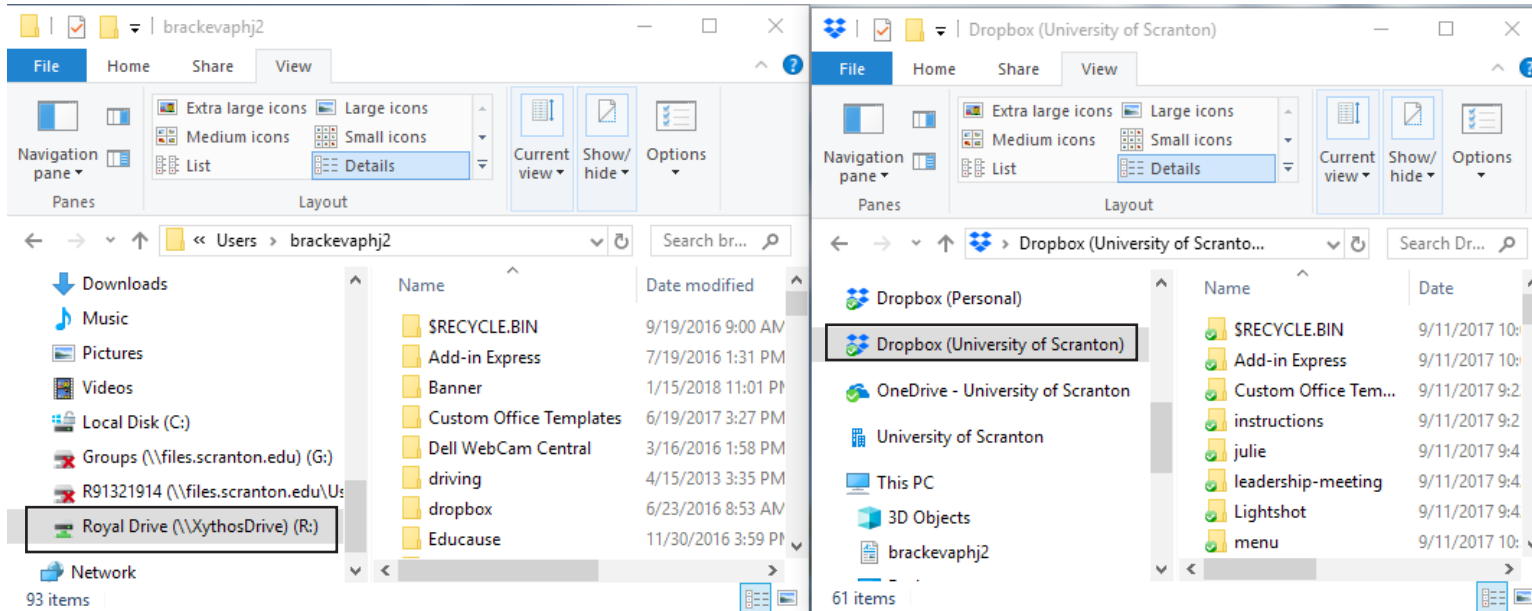 brackevaphj2
File Home Share View
Extra large icons Large icons
Medium icons Small icons
List Details
Navigation pane
Current view
Show/ hide
Options
Panes Layout
« Users › brackevaphj2
Search br...
Downloads
Music
Pictures
Videos
Local Disk (C:)
Groups (\\files.scranton.edu) (G:)
R91321914 (\\files.scranton.edu\Us
Royal Drive (\\XythosDrive) (R:)
Network
Name Date modified
$RECYCLE.BIN 9/19/2016 9:00 AM
Add-in Express 7/19/2016 1:31 PM
Banner 1/15/2018 11:01 PM
Custom Office Templates 6/19/2017 3:27 PM
Dell WebCam Central 3/16/2016 1:58 PM
driving 4/15/2013 3:35 PM
dropbox 6/23/2016 8:53 AM
Educause 11/30/2016 3:59 PM
93 items
Dropbox (University of Scranton)
File Home Share View
Extra large icons Large icons
Medium icons Small icons
List Details
Navigation pane
Current view
Show/ hide
Options
Panes Layout
› Dropbox (University of Scranto...
Search Dr...
Dropbox (Personal)
Dropbox (University of Scranton)
OneDrive - University of Scranton
University of Scranton
This PC
3D Objects
brackevaphj2
Name Date
$RECYCLE.BIN 9/11/2017 10:
Add-in Express 9/11/2017 10:
Custom Office Tem... 9/11/2017 9:2
instructions 9/11/2017 9:2
julie 9/11/2017 9:4
leadership-meeting 9/11/2017 9:4
Lightshot 9/11/2017 9:4
menu 9/11/2017 10:
61 items